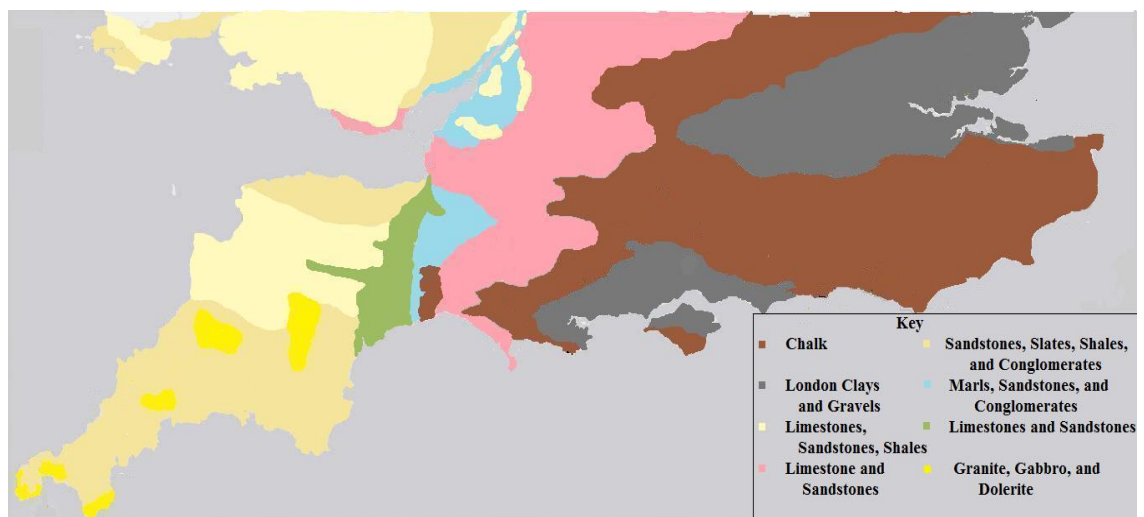 Key
Chalk
London Clays
and Gravels
Limestones,
Sandstones, Shales
Limestone and
Sandstones
Sandstones, Slates, Shales,
and Conglomerates
Marls, Sandstones, and
Conglomerates
Limestones and Sandstones
Granite, Gabbro, and
Dolerite